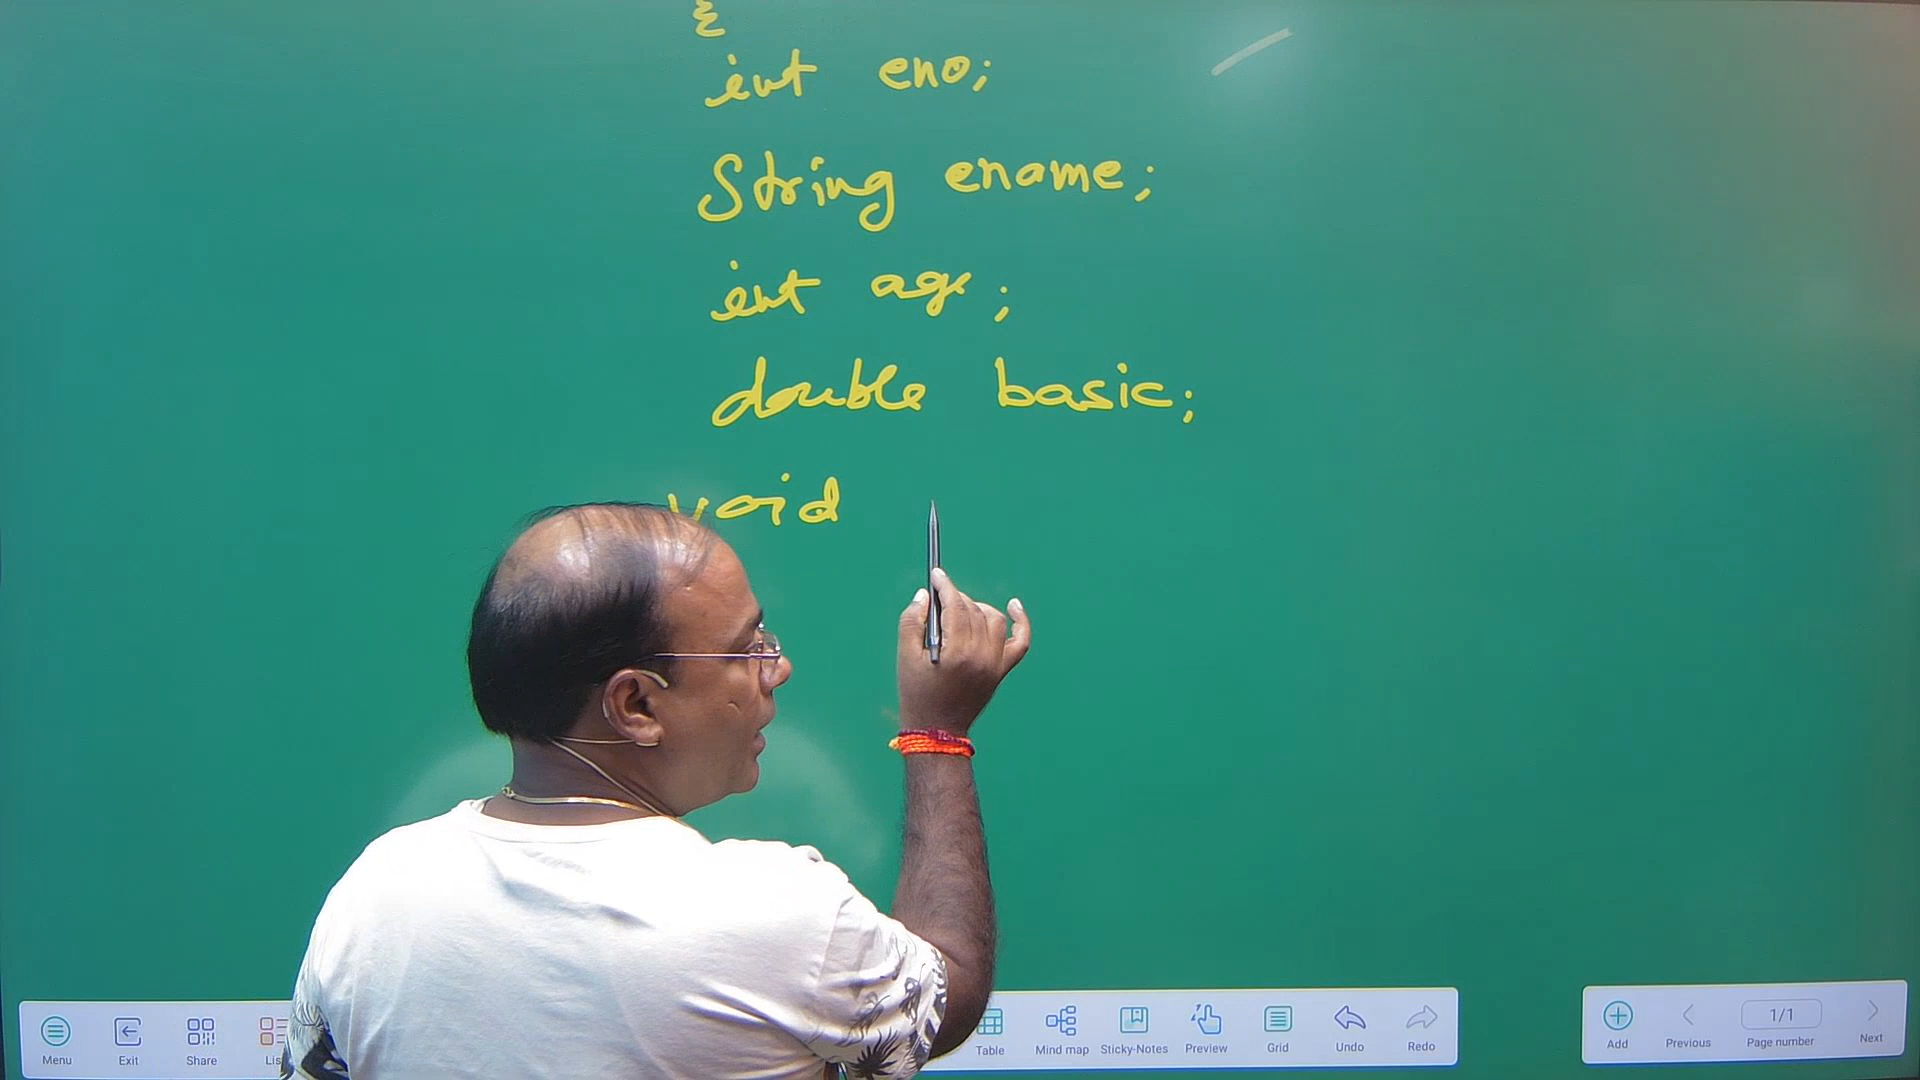 {
int eno;
String ename;
int age;
double basic;
void
Menu Exit Share Table Mind map Sticky-Notes Preview Grid Undo Redo
Add Previous 1/1 Page number Next